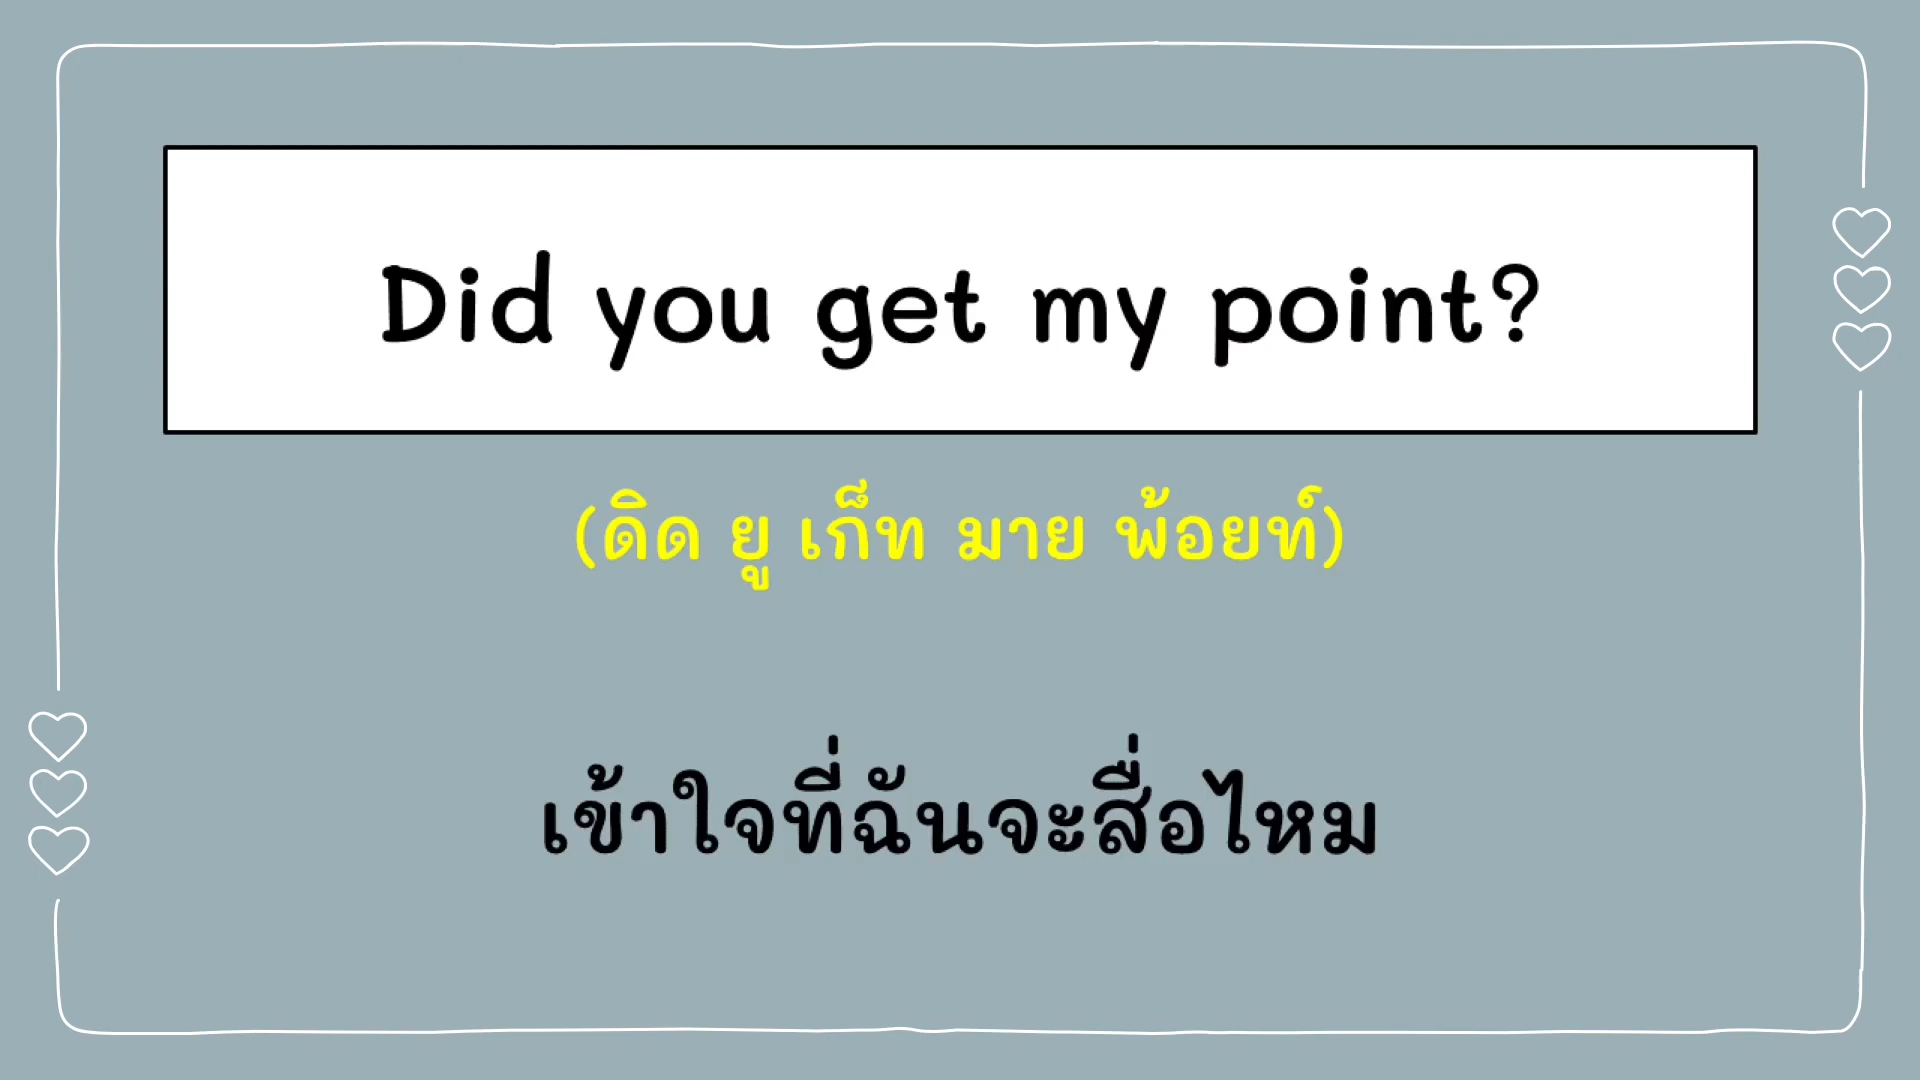 Did you get my point?
(ดิด ยู เก็ท มาย พ้อยท์)
เข้าใจที่ฉันจะสื่อไหม